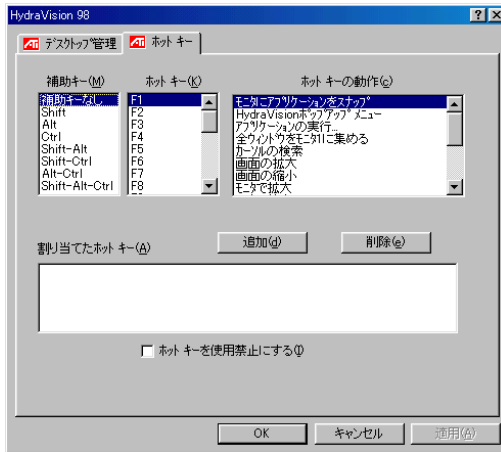 HydraVision 98
ATI デスクトップ管理
ATI ホット キー
補助キー(M)
補助キーなし
Shift
Alt
Ctrl
Shift-Alt
Shift-Ctrl
Alt-Ctrl
Shift-Alt-Ctrl
ホット キー(K)
F1
F2
F3
F4
F5
F6
F7
F8
ホット キーの動作(c)
モニタにアプリケーションをスナップ
HydraVisionポップアップ メニュー
アプリケーションの実行...
全ウィンドウをモニタ1に集める
カーソルの検索
画面の拡大
画面の縮小
モニタで拡大
割り当てたホット キー(A)
追加(d)
削除(e)
ホット キーを使用禁止にする(I)
OK
キャンセル
適用(A)